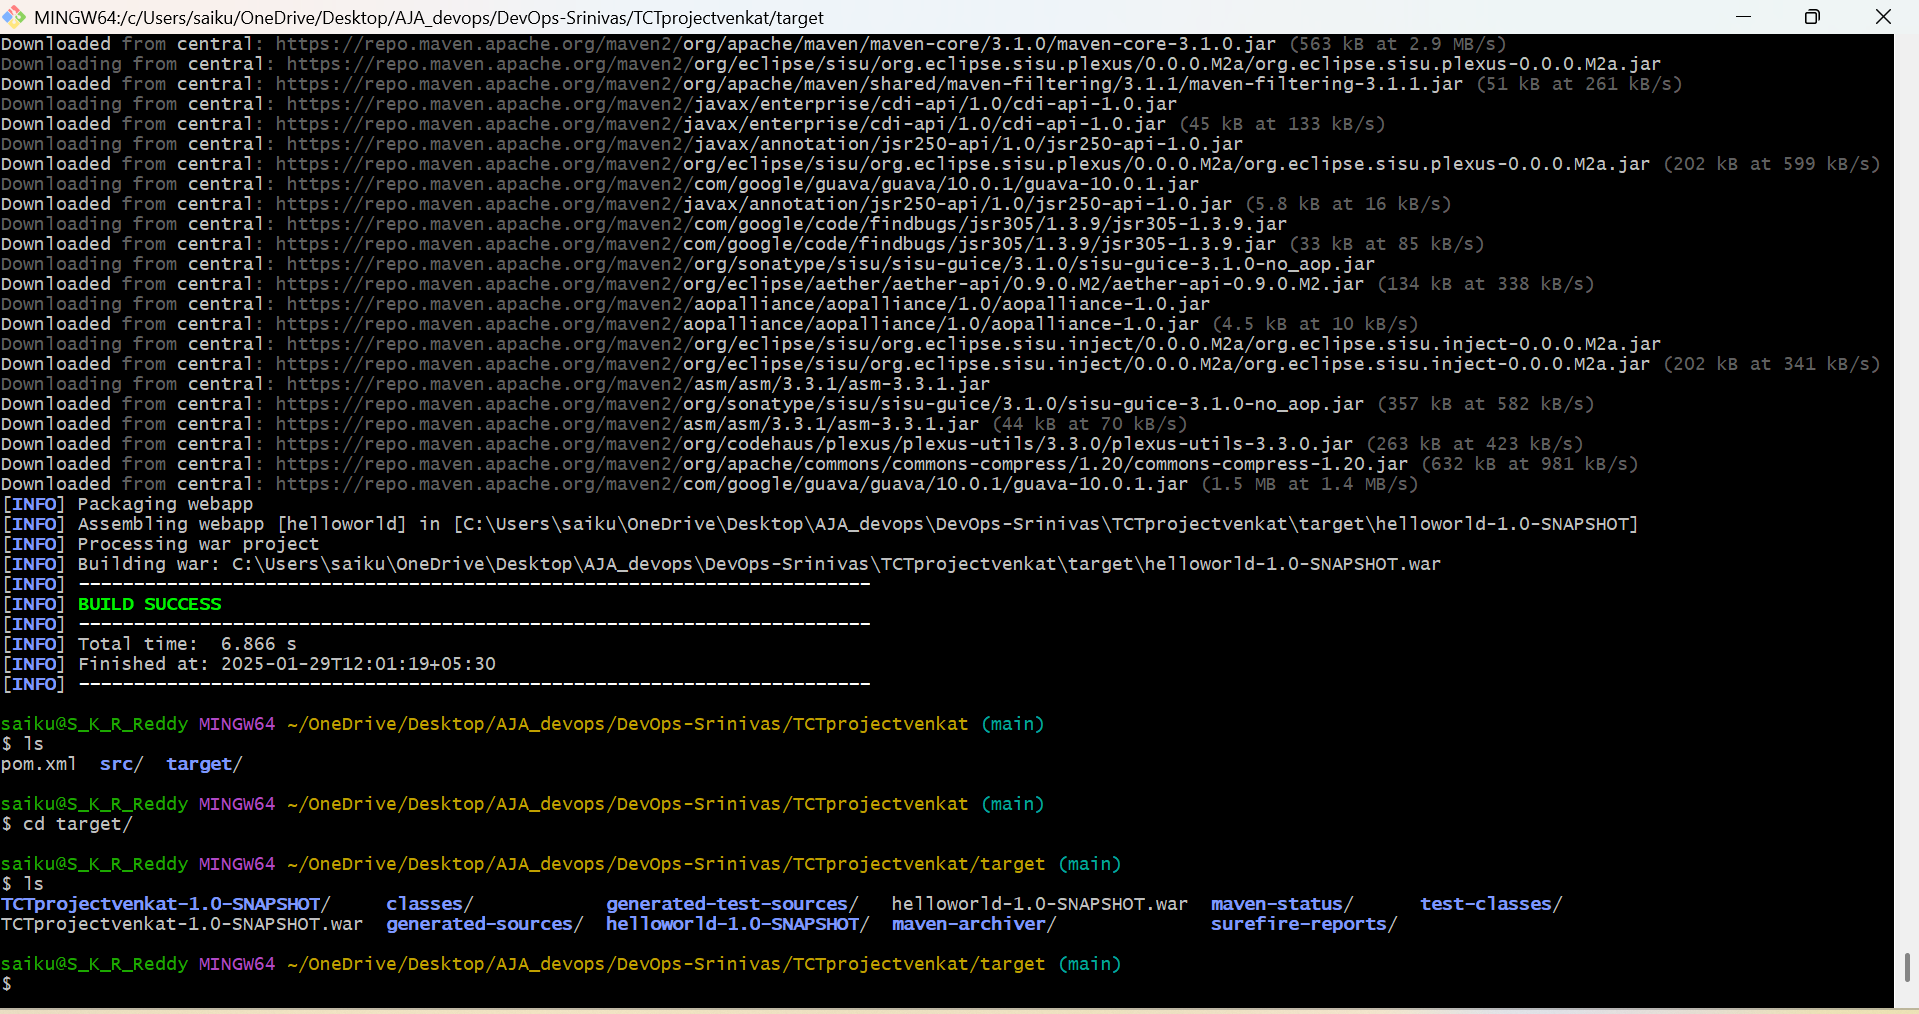 MINGW64:/c/Users/saiku/OneDrive/Desktop/AJA_devops/DevOps-Srinivas/TCTprojectvenkat/target
Downloaded from central: https://repo.maven.apache.org/maven2/org/apache/maven/maven-core/3.1.0/maven-core-3.1.0.jar (563 kB at 2.9 MB/s)
Downloading from central: https://repo.maven.apache.org/maven2/org/eclipse/sisu/org.eclipse.sisu.plexus/0.0.0.M2a/org.eclipse.sisu.plexus-0.0.0.M2a.jar
Downloaded from central: https://repo.maven.apache.org/maven2/org/apache/maven/shared/maven-filtering/3.1.1/maven-filtering-3.1.1.jar (51 kB at 261 kB/s)
Downloading from central: https://repo.maven.apache.org/maven2/javax/enterprise/cdi-api/1.0/cdi-api-1.0.jar
Downloaded from central: https://repo.maven.apache.org/maven2/javax/enterprise/cdi-api/1.0/cdi-api-1.0.jar (45 kB at 133 kB/s)
Downloading from central: https://repo.maven.apache.org/maven2/javax/annotation/jsr250-api/1.0/jsr250-api-1.0.jar
Downloaded from central: https://repo.maven.apache.org/maven2/org/eclipse/sisu/org.eclipse.sisu.plexus/0.0.0.M2a/org.eclipse.sisu.plexus-0.0.0.M2a.jar (202 kB at 599 kB/s)
Downloading from central: https://repo.maven.apache.org/maven2/com/google/guava/guava/10.0.1/guava-10.0.1.jar
Downloaded from central: https://repo.maven.apache.org/maven2/javax/annotation/jsr250-api/1.0/jsr250-api-1.0.jar (5.8 kB at 16 kB/s)
Downloading from central: https://repo.maven.apache.org/maven2/com/google/code/findbugs/jsr305/1.3.9/jsr305-1.3.9.jar
Downloaded from central: https://repo.maven.apache.org/maven2/com/google/code/findbugs/jsr305/1.3.9/jsr305-1.3.9.jar (33 kB at 85 kB/s)
Downloading from central: https://repo.maven.apache.org/maven2/org/sonatype/sisu/sisu-guice/3.1.0/sisu-guice-3.1.0-no_aop.jar
Downloaded from central: https://repo.maven.apache.org/maven2/org/eclipse/aether/aether-api/0.9.0.M2/aether-api-0.9.0.M2.jar (134 kB at 338 kB/s)
Downloading from central: https://repo.maven.apache.org/maven2/aopalliance/aopalliance/1.0/aopalliance-1.0.jar
Downloaded from central: https://repo.maven.apache.org/maven2/aopalliance/aopalliance/1.0/aopalliance-1.0.jar (4.5 kB at 10 kB/s)
Downloading from central: https://repo.maven.apache.org/maven2/org/eclipse/sisu/org.eclipse.sisu.inject/0.0.0.M2a/org.eclipse.sisu.inject-0.0.0.M2a.jar
Downloaded from central: https://repo.maven.apache.org/maven2/org/eclipse/sisu/org.eclipse.sisu.inject/0.0.0.M2a/org.eclipse.sisu.inject-0.0.0.M2a.jar (202 kB at 341 kB/s)
Downloading from central: https://repo.maven.apache.org/maven2/asm/asm/3.3.1/asm-3.3.1.jar
Downloaded from central: https://repo.maven.apache.org/maven2/org/sonatype/sisu/sisu-guice/3.1.0/sisu-guice-3.1.0-no_aop.jar (357 kB at 582 kB/s)
Downloaded from central: https://repo.maven.apache.org/maven2/asm/asm/3.3.1/asm-3.3.1.jar (44 kB at 70 kB/s)
Downloaded from central: https://repo.maven.apache.org/maven2/org/codehaus/plexus/plexus-utils/3.3.0/plexus-utils-3.3.0.jar (263 kB at 423 kB/s)
Downloaded from central: https://repo.maven.apache.org/maven2/org/apache/commons/commons-compress/1.20/commons-compress-1.20.jar (632 kB at 981 kB/s)
Downloaded from central: https://repo.maven.apache.org/maven2/com/google/guava/guava/10.0.1/guava-10.0.1.jar (1.5 MB at 1.4 MB/s)
[INFO] Packaging webapp
[INFO] Assembling webapp [helloworld] in [C:\Users\saiku\OneDrive\Desktop\AJA_devops\DevOps-Srinivas\TCTprojectvenkat\target\helloworld-1.0-SNAPSHOT]
[INFO] Processing war project
[INFO] Building war: C:\Users\saiku\OneDrive\Desktop\AJA_devops\DevOps-Srinivas\TCTprojectvenkat\target\helloworld-1.0-SNAPSHOT.war
[INFO] ------------------------------------------------------------------------
[INFO] BUILD SUCCESS
[INFO] ------------------------------------------------------------------------
[INFO] Total time:  6.866 s
[INFO] Finished at: 2025-01-29T12:01:19+05:30
[INFO] ------------------------------------------------------------------------
saiku@S_K_R_Reddy MINGW64 ~/OneDrive/Desktop/AJA_devops/DevOps-Srinivas/TCTprojectvenkat (main)
$ ls
pom.xml  src/  target/
saiku@S_K_R_Reddy MINGW64 ~/OneDrive/Desktop/AJA_devops/DevOps-Srinivas/TCTprojectvenkat (main)
$ cd target/
saiku@S_K_R_Reddy MINGW64 ~/OneDrive/Desktop/AJA_devops/DevOps-Srinivas/TCTprojectvenkat/target (main)
$ ls
TCTprojectvenkat-1.0-SNAPSHOT/     classes/            generated-test-sources/   helloworld-1.0-SNAPSHOT.war  maven-status/      test-classes/
TCTprojectvenkat-1.0-SNAPSHOT.war  generated-sources/  helloworld-1.0-SNAPSHOT/  maven-archiver/              surefire-reports/
saiku@S_K_R_Reddy MINGW64 ~/OneDrive/Desktop/AJA_devops/DevOps-Srinivas/TCTprojectvenkat/target (main)
$